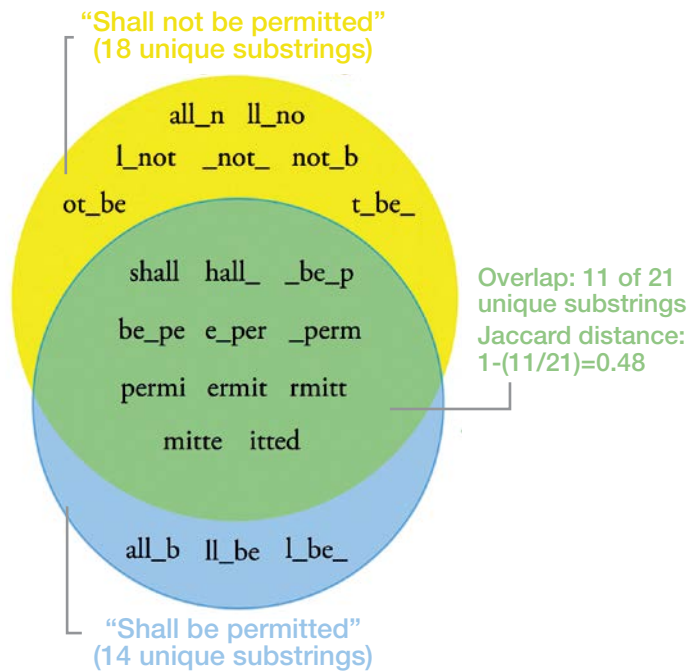 “Shall not be permitted”
(18 unique substrings)
all_n ll_no
l_not _not_ not_b
ot_be t_be_
shall hall_ _be_p
be_pe e_per _perm
permi ermit rmitt
mitte itted
Overlap: 11 of 21
unique substrings
Jaccard distance:
1-(11/21)=0.48
all_b ll_be l_be_
“Shall be permitted”
(14 unique substrings)